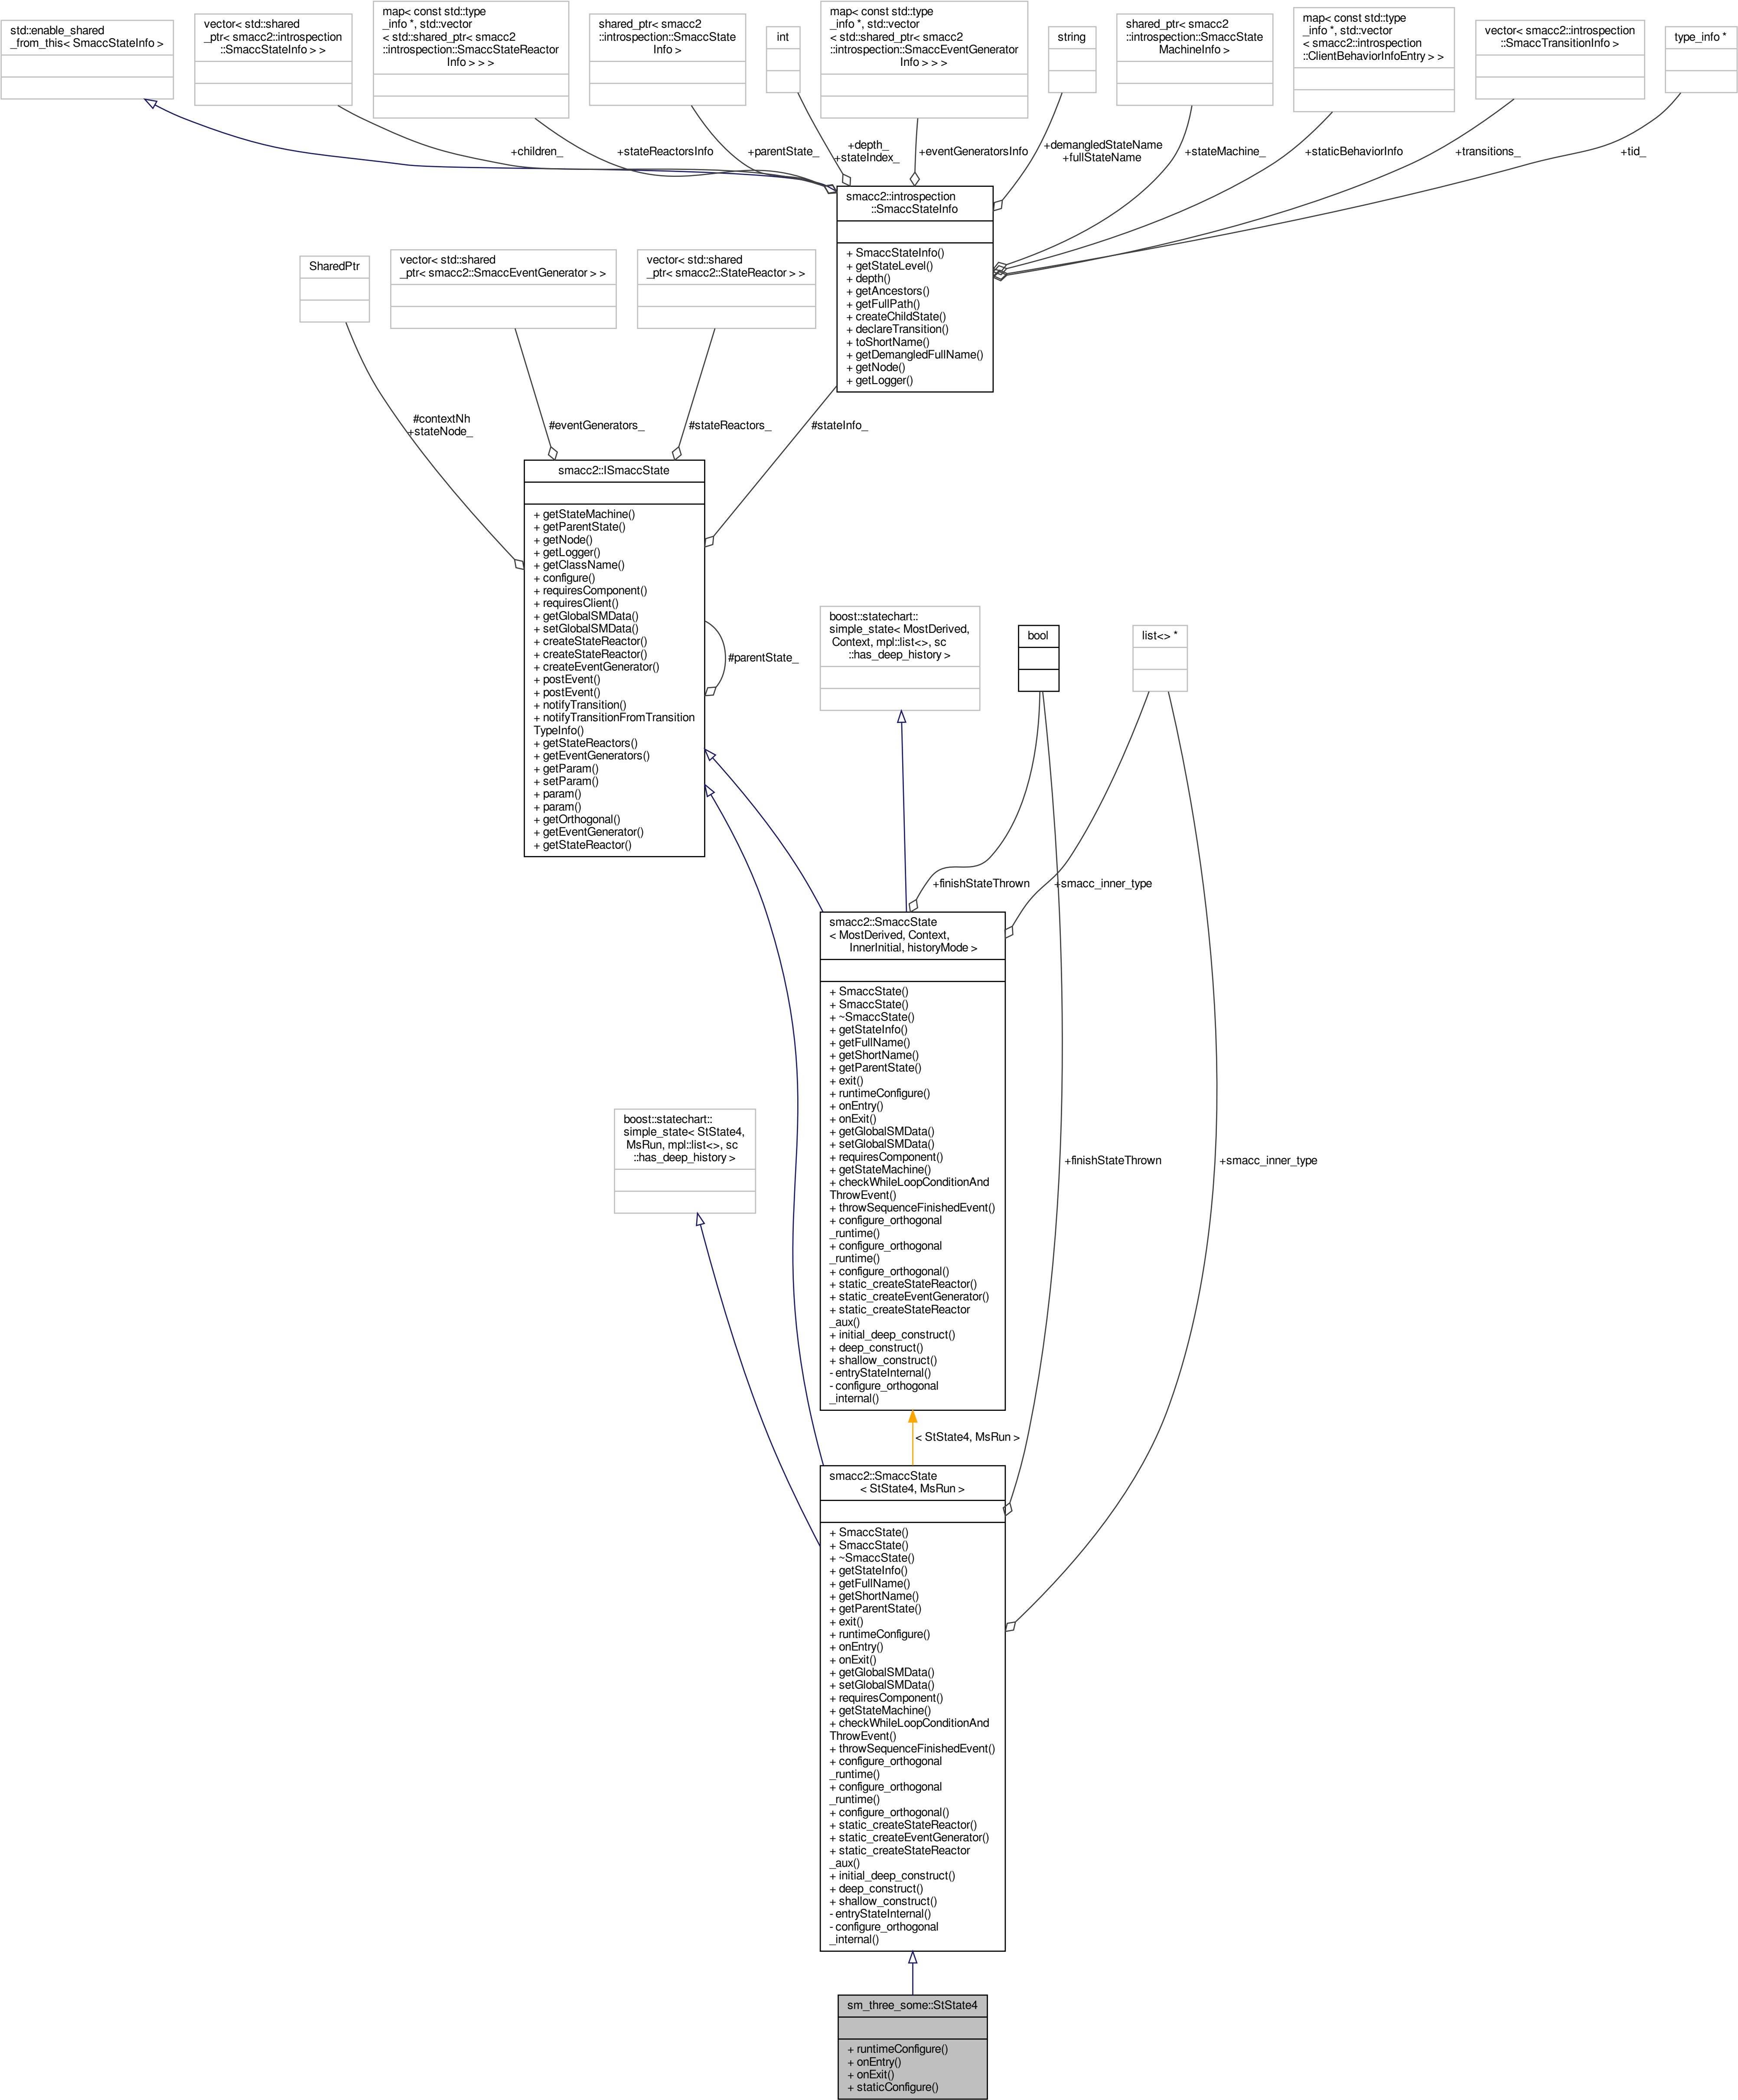 std::enable_shared
_from_this< SmaccStateInfo >
vector< std::shared
_ptr< smacc2::introspection
::SmaccStateInfo > >
map< const std::type
_info *, std::vector
< std::shared_ptr< smacc2
::introspection::SmaccStateReactor
Info > > >
shared_ptr< smacc2
::introspection::SmaccState
Info >
int
map< const std::type
_info *, std::vector
< std::shared_ptr< smacc2
::introspection::SmaccEventGenerator
Info > > >
string
shared_ptr< smacc2
::introspection::SmaccState
MachineInfo >
map< const std::type
_info *, std::vector
< smacc2::introspection
::ClientBehaviorInfoEntry > >
vector< smacc2::introspection
::SmaccTransitionInfo >
type_info *
+children_
+stateReactorsInfo
+parentState_
+depth_
+stateIndex_
+eventGeneratorsInfo
+demangledStateName
+fullStateName
+stateMachine_
+staticBehaviorInfo
+transitions_
+tid_
smacc2::introspection
::SmaccStateInfo
+ SmaccStateInfo()
+ getStateLevel()
+ depth()
+ getAncestors()
+ getFullPath()
+ createChildState()
+ declareTransition()
+ toShortName()
+ getDemangledFullName()
+ getNode()
+ getLogger()
SharedPtr
vector< std::shared
_ptr< smacc2::SmaccEventGenerator > >
vector< std::shared
_ptr< smacc2::StateReactor > >
#contextNh
+stateNode_
#eventGenerators_
#stateReactors_
#stateInfo_
smacc2::ISmaccState
+ getStateMachine()
+ getParentState()
+ getNode()
+ getLogger()
+ getClassName()
+ configure()
+ requiresComponent()
+ requiresClient()
+ getGlobalSMData()
+ setGlobalSMData()
+ createStateReactor()
+ createStateReactor()
+ createEventGenerator()
+ postEvent()
+ postEvent()
+ notifyTransition()
+ notifyTransitionFromTransition
TypeInfo()
+ getStateReactors()
+ getEventGenerators()
+ getParam()
+ setParam()
+ param()
+ param()
+ getOrthogonal()
+ getEventGenerator()
+ getStateReactor()
#parentState_
boost::statechart::
simple_state< MostDerived,
Context, mpl::list<>, sc
::has_deep_history >
bool
list<> *
+finishStateThrown
+smacc_inner_type
smacc2::SmaccState
< MostDerived, Context,
InnerInitial, historyMode >
+ SmaccState()
+ SmaccState()
+ ~SmaccState()
+ getStateInfo()
+ getFullName()
+ getShortName()
+ getParentState()
+ exit()
+ runtimeConfigure()
+ onEntry()
+ onExit()
+ getGlobalSMData()
+ setGlobalSMData()
+ requiresComponent()
+ getStateMachine()
+ checkWhileLoopConditionAnd
ThrowEvent()
+ throwSequenceFinishedEvent()
+ configure_orthogonal
_runtime()
+ configure_orthogonal
_runtime()
+ configure_orthogonal()
+ static_createStateReactor()
+ static_createEventGenerator()
+ static_createStateReactor
_aux()
+ initial_deep_construct()
+ deep_construct()
+ shallow_construct()
- entryStateInternal()
- configure_orthogonal
_internal()
boost::statechart::
simple_state< StState4,
MsRun, mpl::list<>, sc
::has_deep_history >
+finishStateThrown
+smacc_inner_type
< StState4, MsRun >
smacc2::SmaccState
< StState4, MsRun >
+ SmaccState()
+ SmaccState()
+ ~SmaccState()
+ getStateInfo()
+ getFullName()
+ getShortName()
+ getParentState()
+ exit()
+ runtimeConfigure()
+ onEntry()
+ onExit()
+ getGlobalSMData()
+ setGlobalSMData()
+ requiresComponent()
+ getStateMachine()
+ checkWhileLoopConditionAnd
ThrowEvent()
+ throwSequenceFinishedEvent()
+ configure_orthogonal
_runtime()
+ configure_orthogonal
_runtime()
+ configure_orthogonal()
+ static_createStateReactor()
+ static_createEventGenerator()
+ static_createStateReactor
_aux()
+ initial_deep_construct()
+ deep_construct()
+ shallow_construct()
- entryStateInternal()
- configure_orthogonal
_internal()
sm_three_some::StState4
+ runtimeConfigure()
+ onEntry()
+ onExit()
+ staticConfigure()